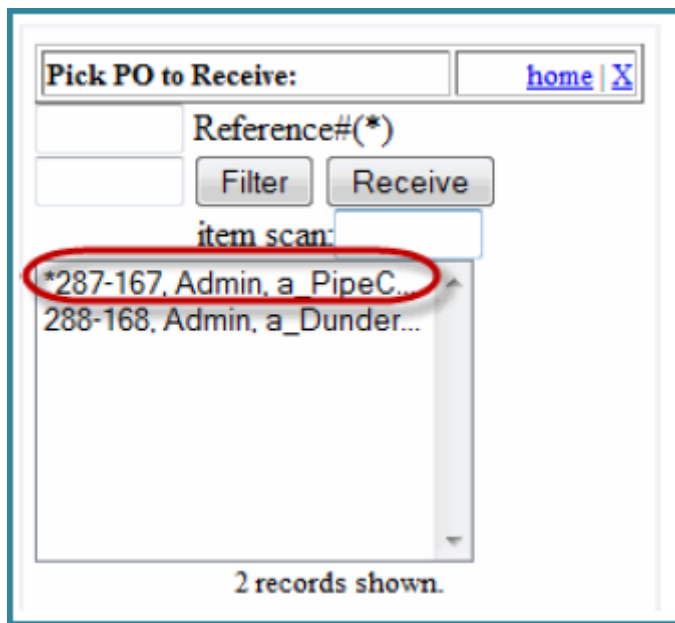 Pick PO to Receive: home | X
Reference#(*)
Filter Receive
item scan:
*287-167, Admin, a_PipeC...
288-168, Admin, a_Dunder...
2 records shown.